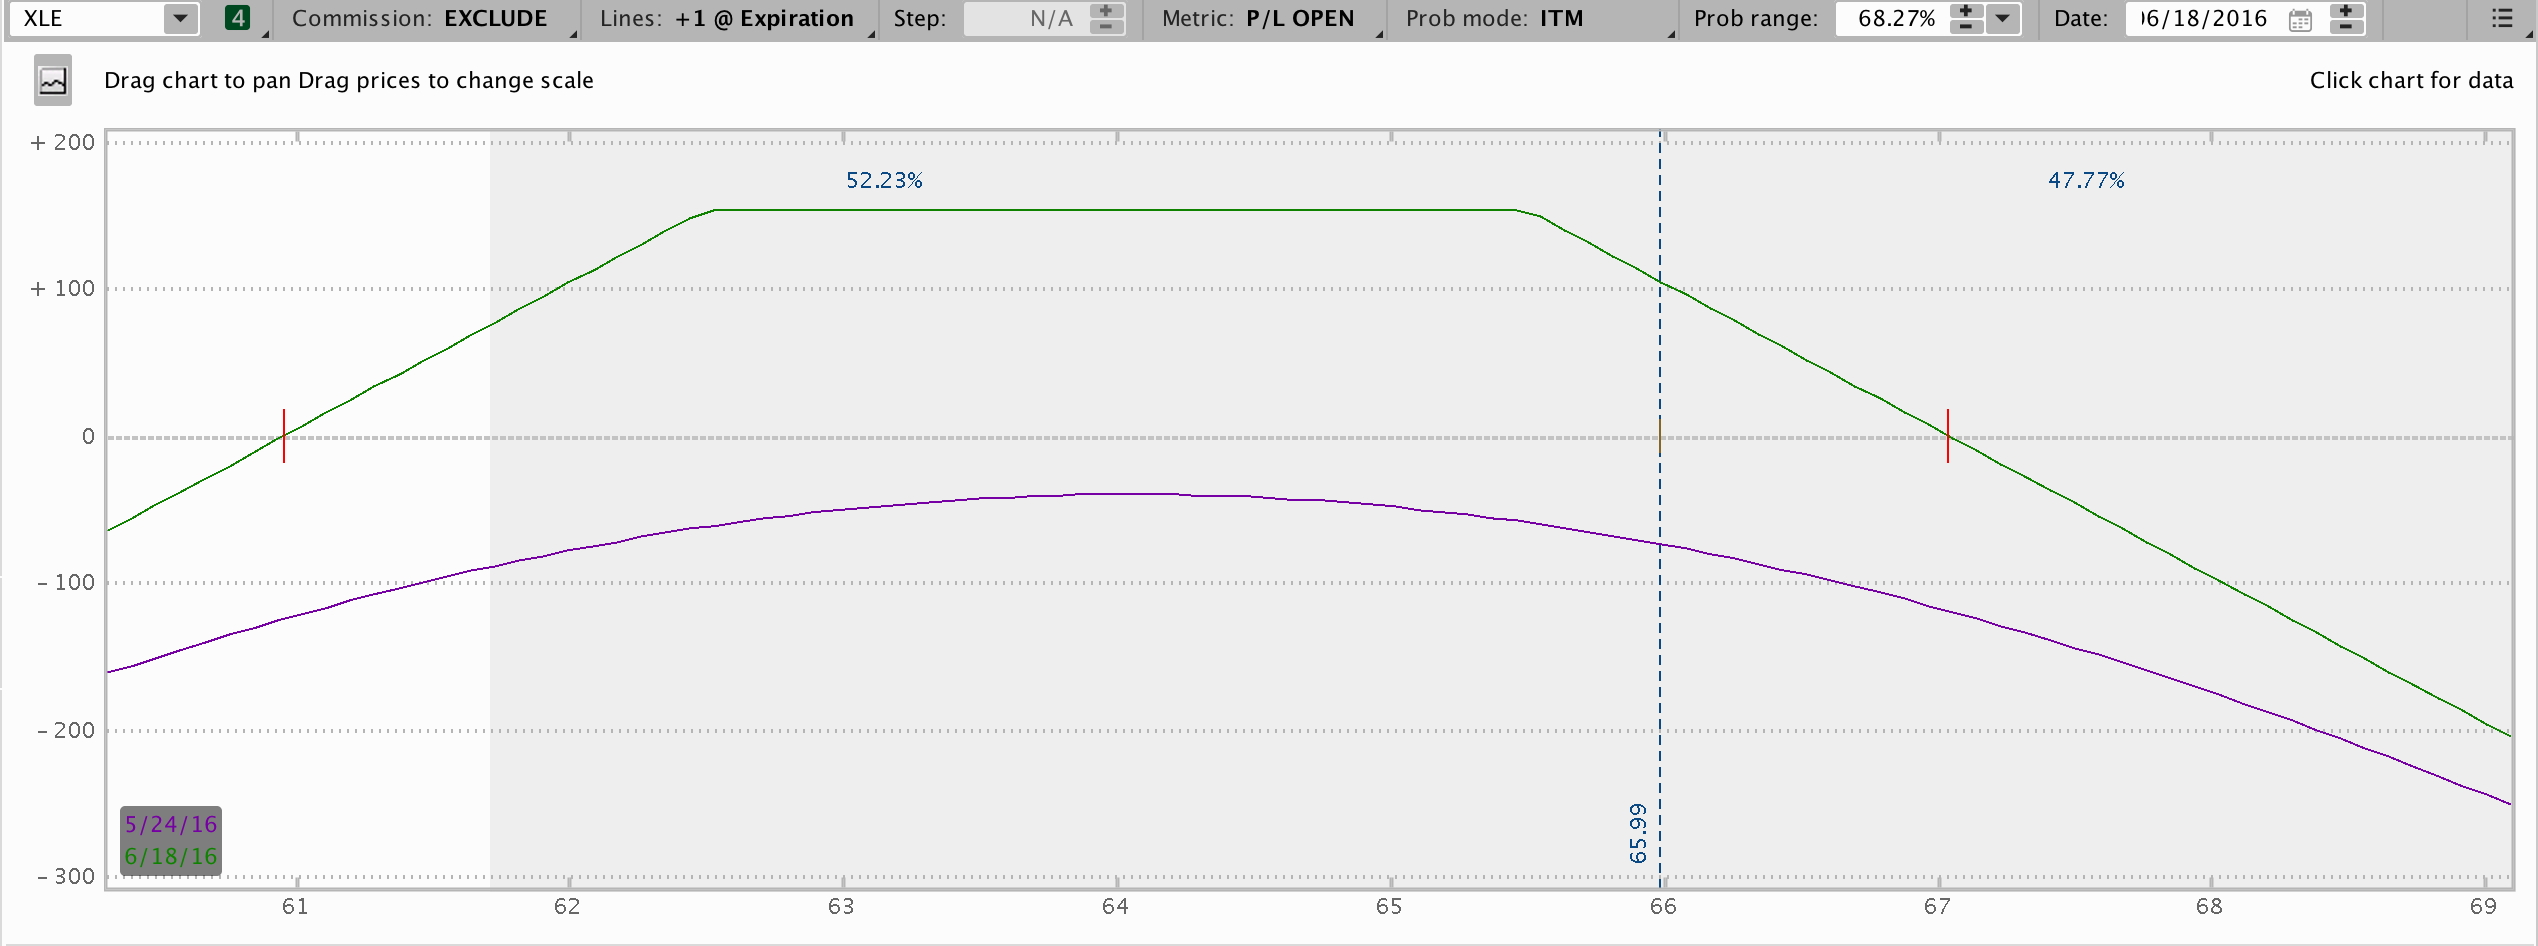 XLE 4 Commission: EXCLUDE Lines: +1 @ Expiration Step: N/A Metric: P/L OPEN Prob mode: ITM Prob range: 68.27% Date: 06/18/2016
Drag chart to pan Drag prices to change scale
Click chart for data
+ 200
52.23%
47.77%
+ 100
0
- 100
- 200
- 300
65.99
5/24/16
6/18/16
61 62 63 64 65 66 67 68 69